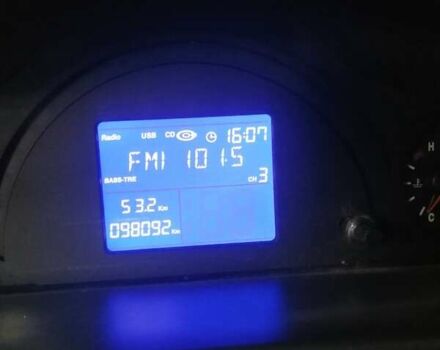 Radio USB CD 16:07
FM1 101.5
BASS-TRE CH 3
53.2 Km
098092 Km
H
C